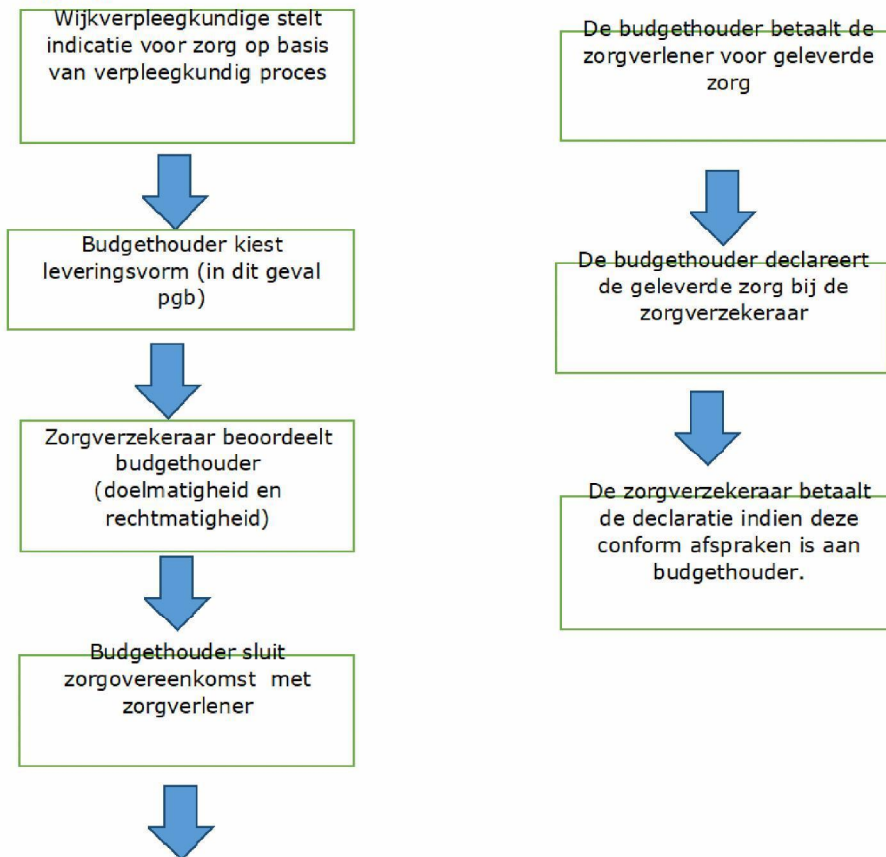 Wijkverpleegkundige stelt
indicatie voor zorg op basis
van verpleegkundig proces
Budgethouder kiest
leveringsvorm (in dit geval
pgb)
Zorgverzekeraar beoordeelt
budgethouder
(doelmatigheid en
rechtmatigheid)
Budgethouder sluit
zorgovereenkomst met
zorgverlener
De budgethouder betaalt de
zorgverlener voor geleverde
zorg
De budgethouder declareert
de geleverde zorg bij de
zorgverzekeraar
De zorgverzekeraar betaalt
de declaratie indien deze
conform afspraken is aan
budgethouder.